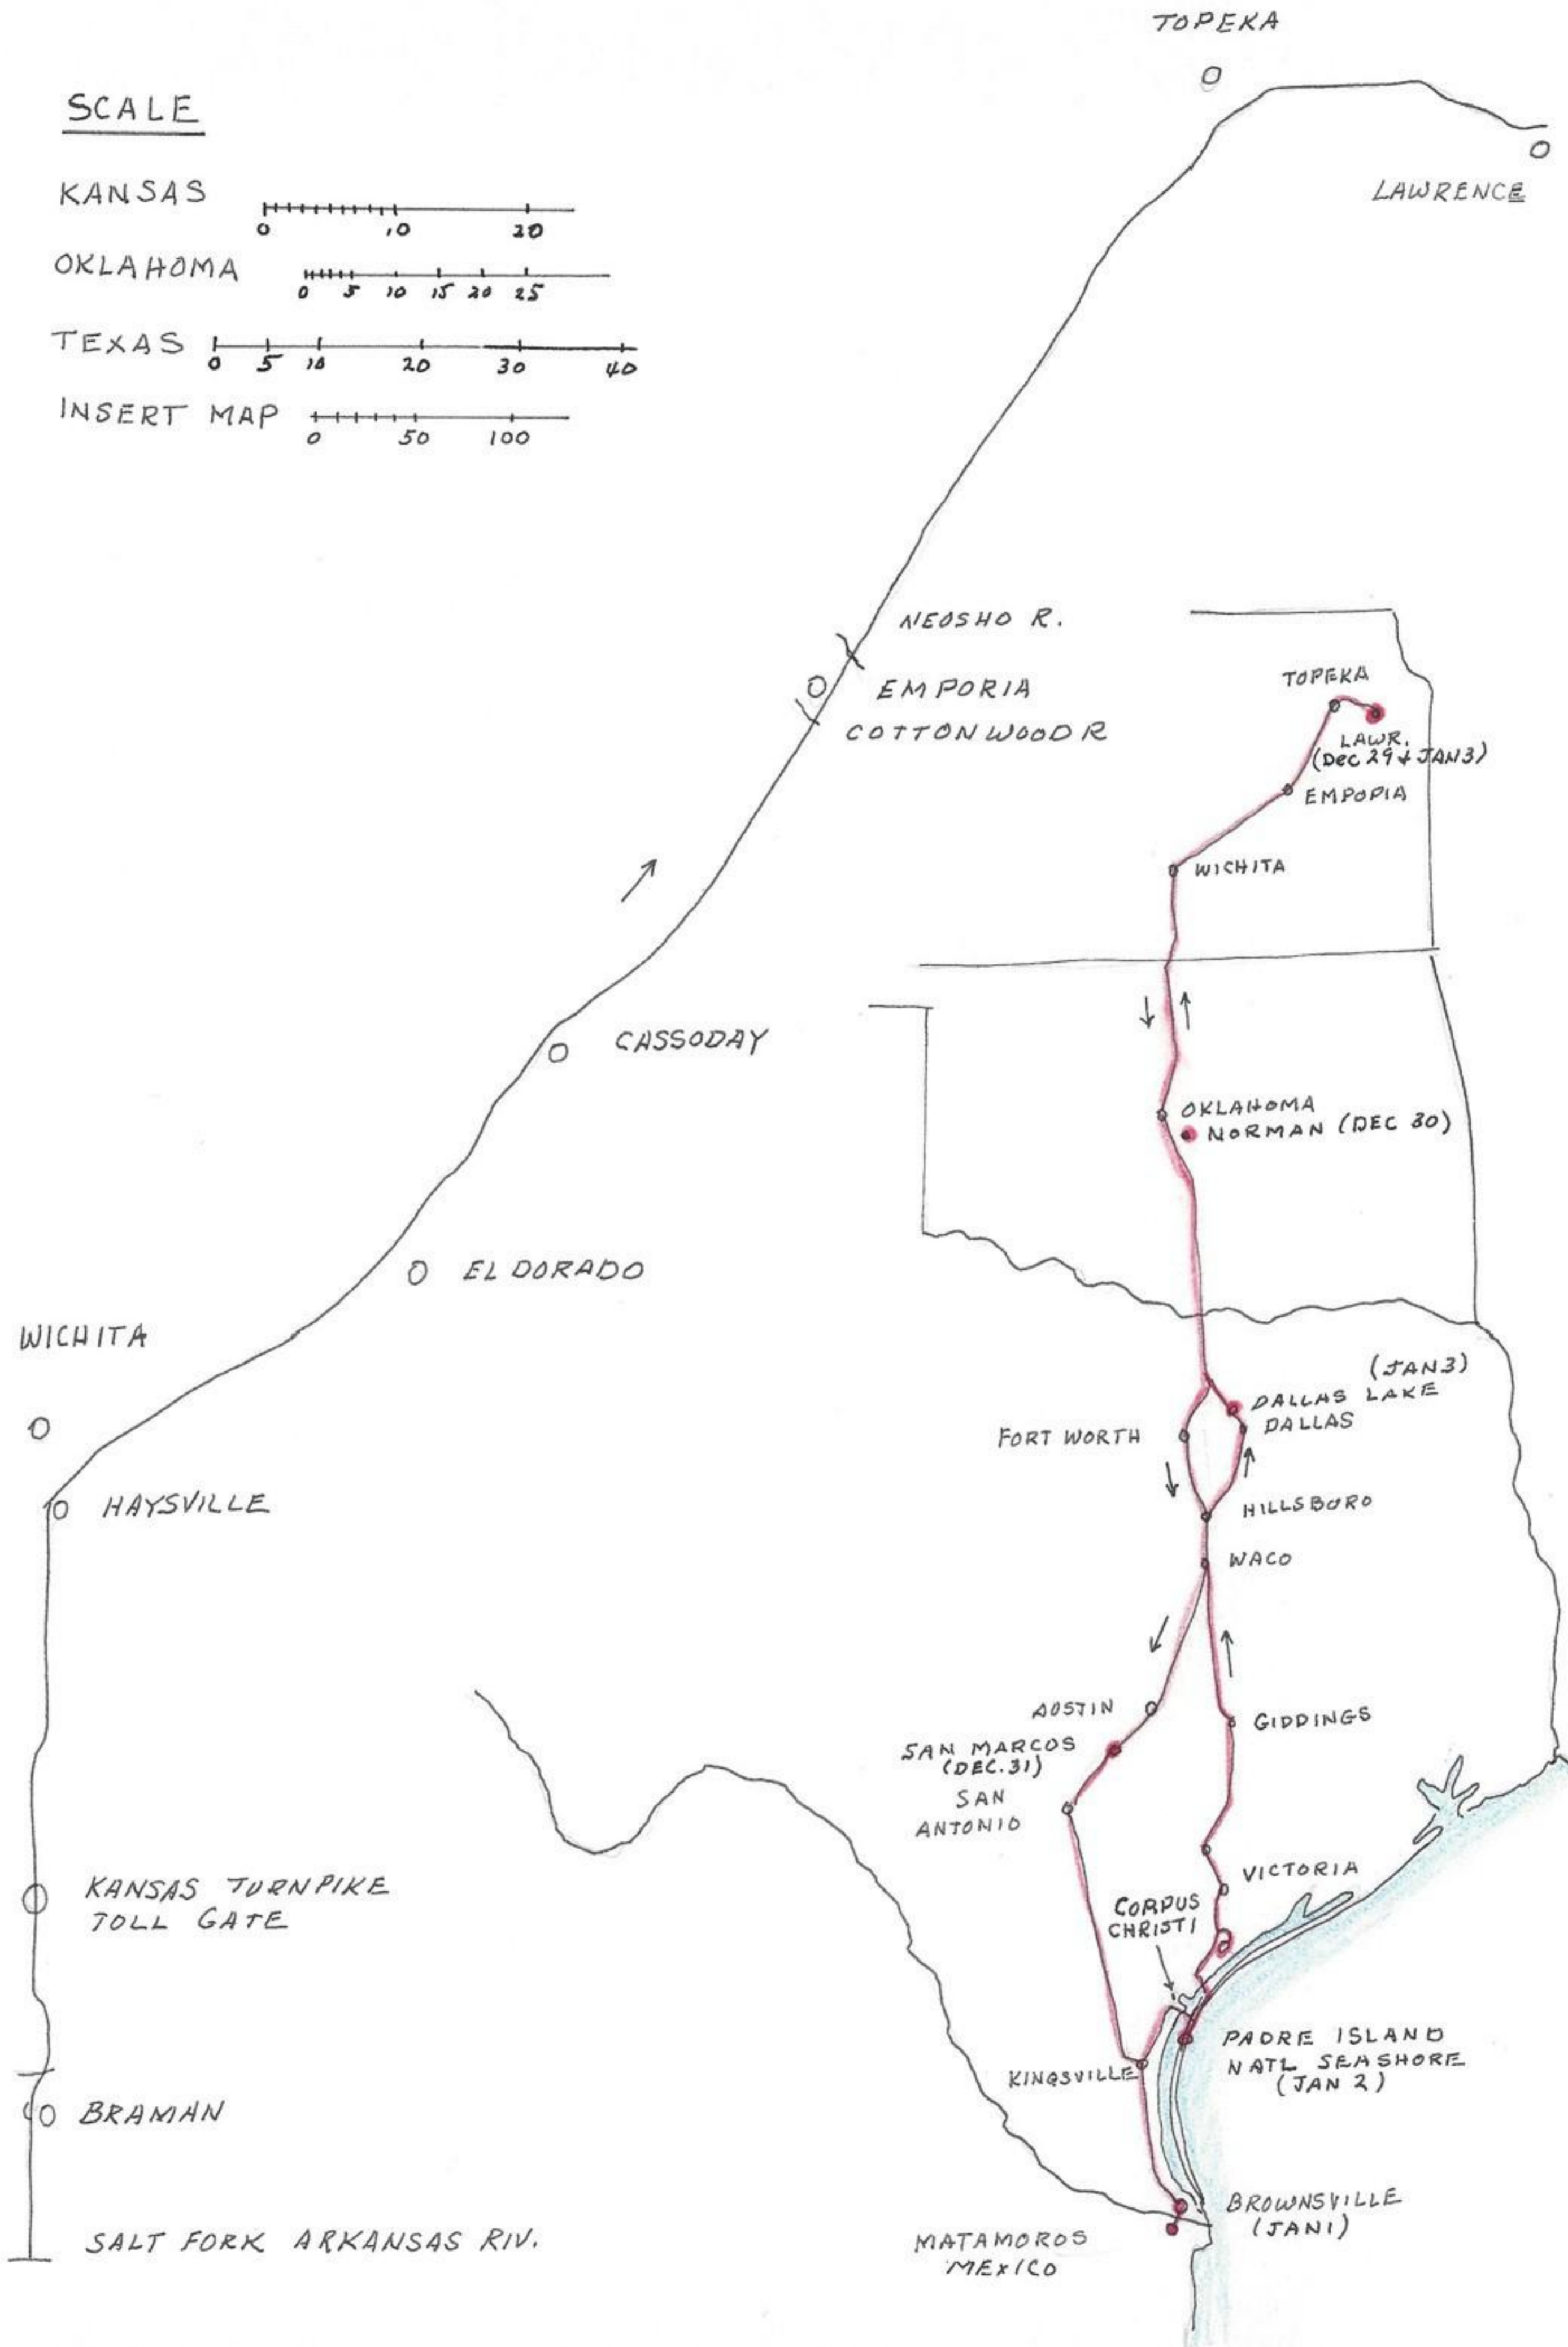 TOPEKA
SCALE
LAWRENCE
KANSAS
0 10 20
OKLAHOMA
0 5 10 15 20 25
TEXAS
0 5 10 20 30 40
INSERT MAP
0 50 100
NEOSHO R.
EMPORIA
COTTONWOOD R
TOPEKA
LAWR.
(DEC 29 & JAN 3)
EMPOPIA
WICHITA
CASSODAY
OKLAHOMA
NORMAN (DEC 30)
EL DORADO
WICHITA
(JAN 3)
DALLAS LAKE
DALLAS
FORT WORTH
HAYSVILLE
HILLSBORO
WACO
AOSTIN
GIDDINGS
SAN MARCOS
(DEC. 31)
SAN
ANTONIO
VICTORIA
KANSAS TURNPIKE
TOLL GATE
CORPUS
CHRISTI
PADRE ISLAND
NATL SEASHORE
(JAN 2)
KINGSVILLE
BRAMAN
BROWNSVILLE
(JAN 1)
SALT FORK ARKANSAS RIV.
MATAMOROS
MEXICO